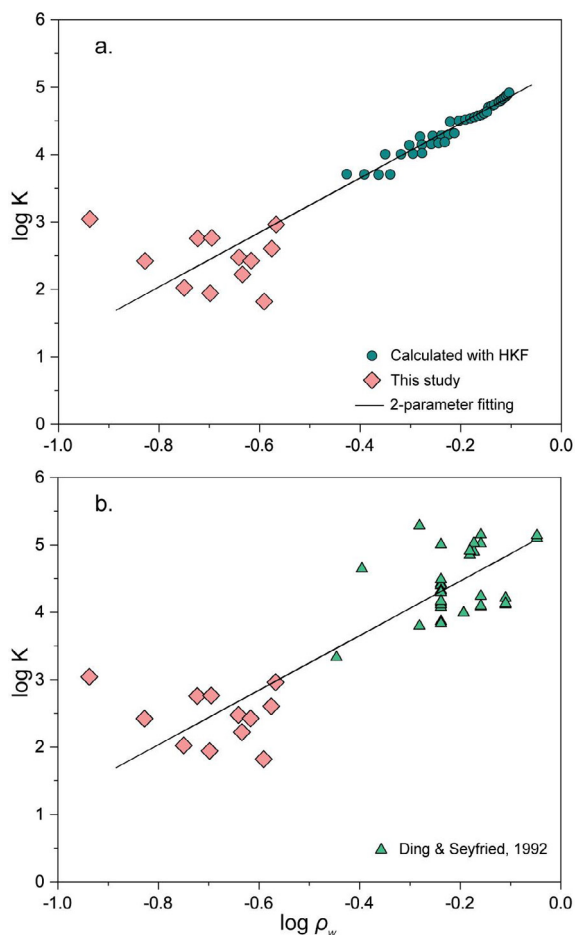 a.
6
5
4
3
2
1
0
log K
Calculated with HKF
This study
2-parameter fitting
-1.0 -0.8 -0.6 -0.4 -0.2 0.0
b.
6
5
4
3
2
1
0
log K
Ding & Seyfried, 1992
-1.0 -0.8 -0.6 -0.4 -0.2 0.0
log ρw